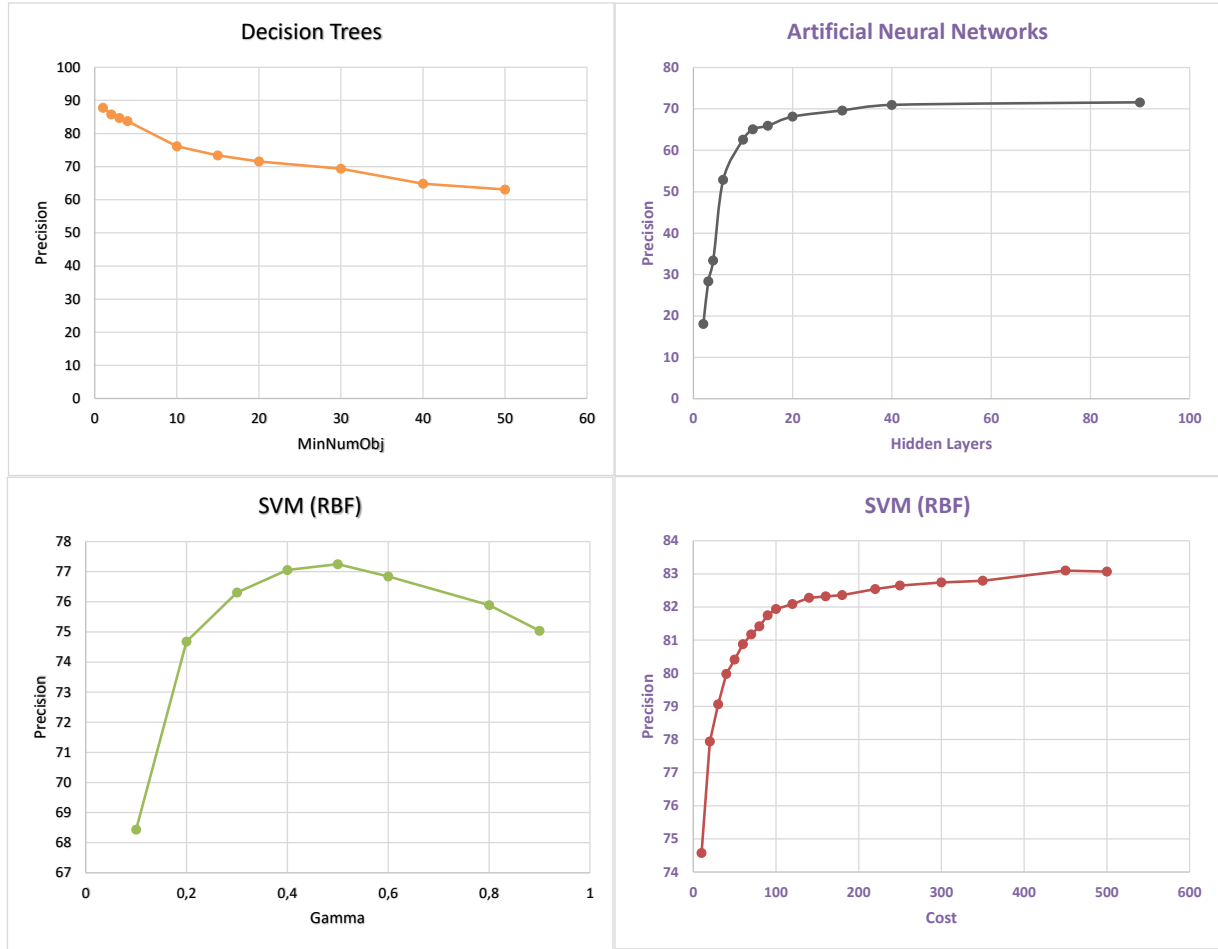 Decision Trees
100
90
80
70
60
50
40
30
20
10
0
Precision
0 10 20 30 40 50 60
MinNumObj
Artificial Neural Networks
80
70
60
50
40
30
20
10
0
Precision
0 20 40 60 80 100
Hidden Layers
SVM (RBF)
78
77
76
75
74
73
72
71
70
69
68
67
Precision
0 0,2 0,4 0,6 0,8 1
Gamma
SVM (RBF)
84
83
82
81
80
79
78
77
76
75
74
Precision
0 100 200 300 400 500 600
Cost